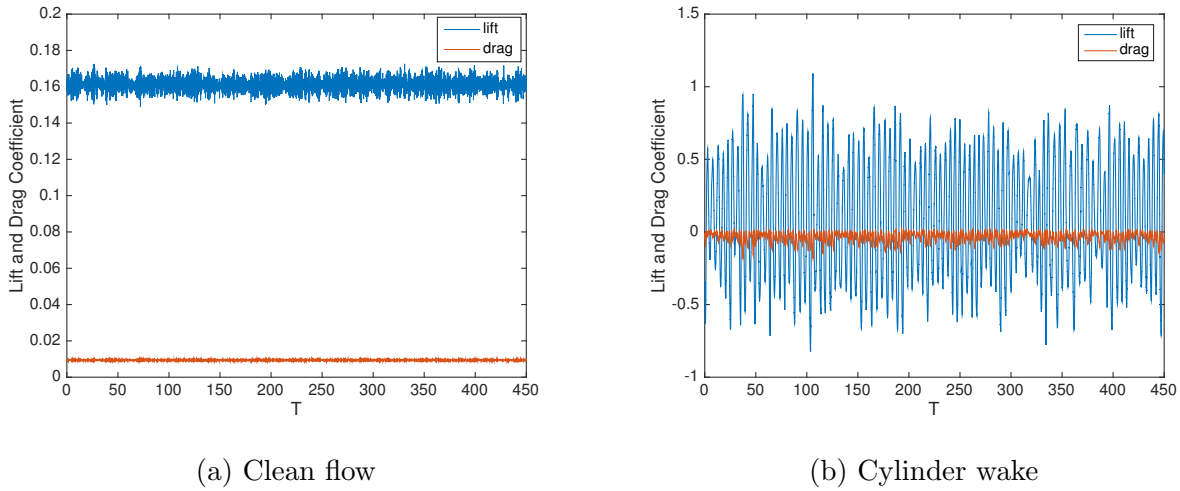 lift
drag
Lift and Drag Coefficient
0.2
0.18
0.16
0.14
0.12
0.1
0.08
0.06
0.04
0.02
0
0 50 100 150 200 250 300 350 400 450
T
(a) Clean flow
lift
drag
Lift and Drag Coefficient
1.5
1
0.5
0
-0.5
-1
0 50 100 150 200 250 300 350 400 450
T
(b) Cylinder wake